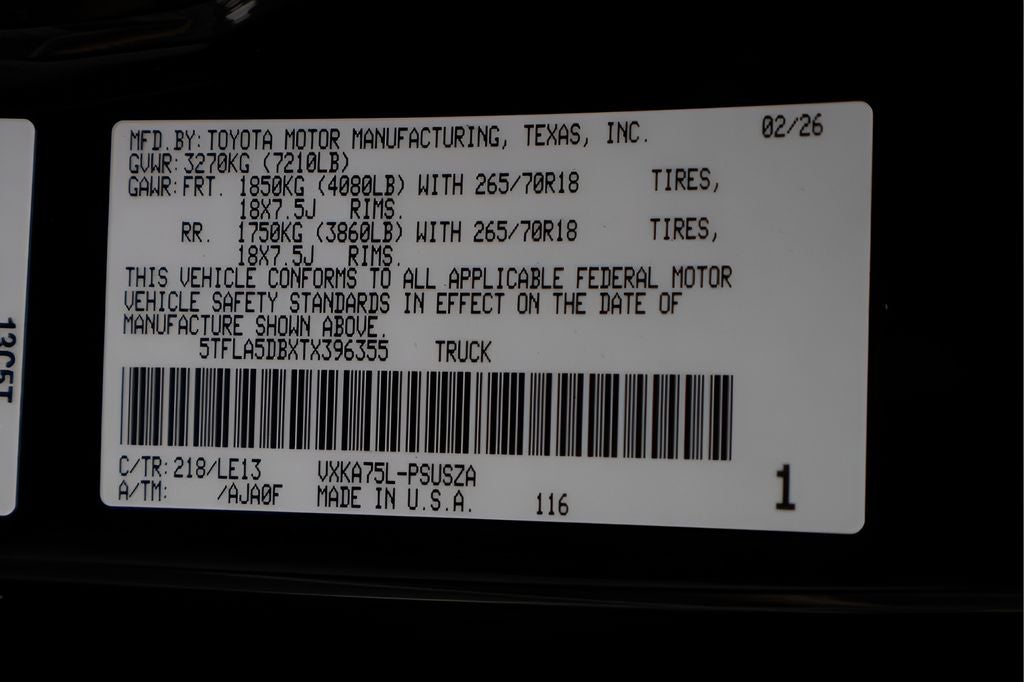 MFD.BY: TOYOTA MOTOR MANUFACTURING, TEXAS, INC. 02/26
GVWR: 3270KG (7210LB)
GAWR: FRT. 1850KG (4080LB) WITH 265/70R18 TIRES,
18X7.5J RIMS.
RR. 1750KG (3860LB) WITH 265/70R18 TIRES,
18X7.5J RIMS.
THIS VEHICLE CONFORMS TO ALL APPLICABLE FEDERAL MOTOR
VEHICLE SAFETY STANDARDS IN EFFECT ON THE DATE OF
MANUFACTURE SHOWN ABOVE.
5TFLA5DBXTX396355 TRUCK
C/TR: 218/LE13 VXKA75L-PSUSZA
A/TM: /AJA0F MADE IN U.S.A. 116 1
13C5T